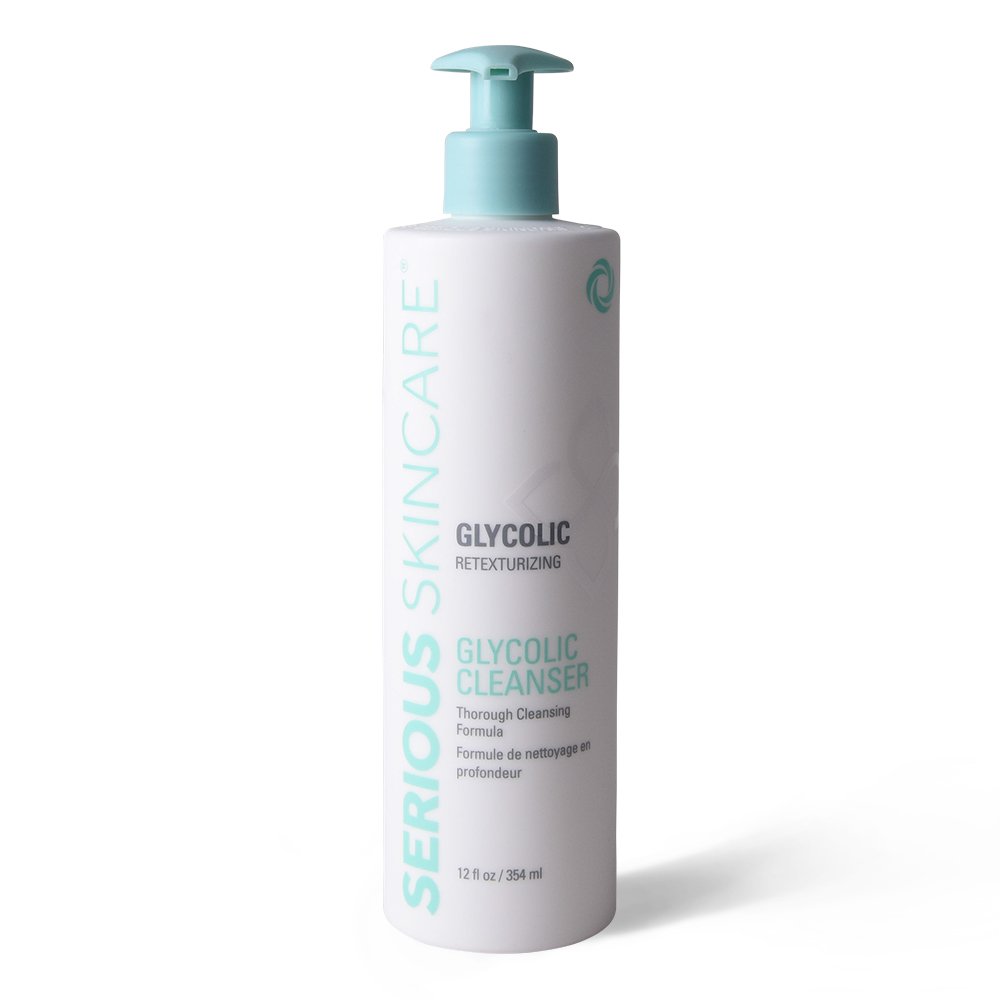 SERIOUS SKINCARE®
GLYCOLIC
RETEXTURIZING
GLYCOLIC
CLEANSER
Thorough Cleansing
Formula
Formule de nettoyage en
profondeur
12 fl oz / 354 ml